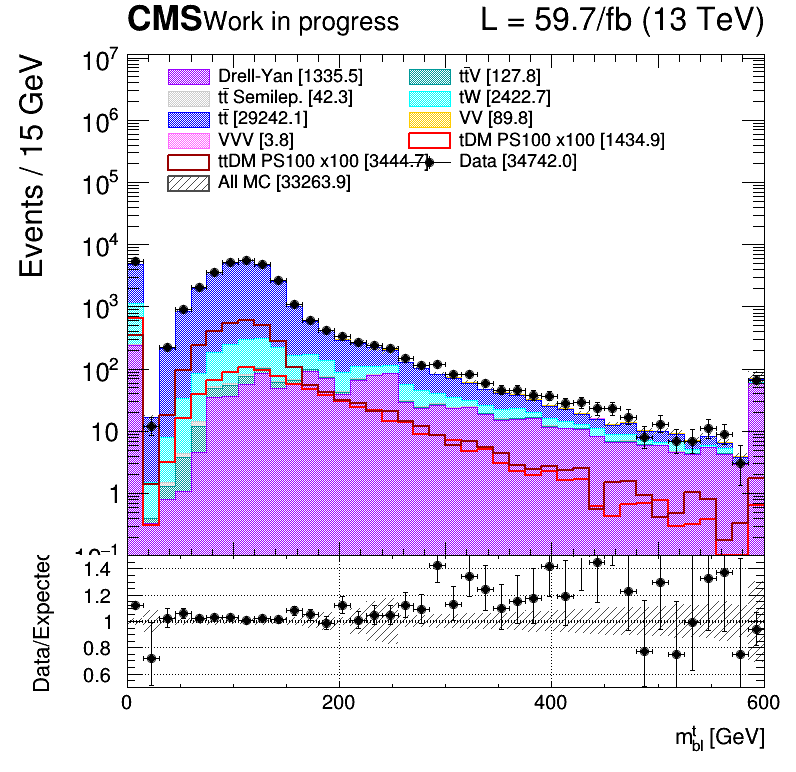 CMS Work in progress L = 59.7/fb (13 TeV)
Events / 15 GeV
10^7
10^6
10^5
10^4
10^3
10^2
10
1
10^-1
Drell-Yan [1335.5]
tt̄V [127.8]
tt̄ Semilep. [42.3]
tW [2422.7]
tt̄ [29242.1]
VV [89.8]
VVV [3.8]
tDM PS100 x100 [1434.9]
ttDM PS100 x100 [3444.7]
Data [34742.0]
All MC [33263.9]
Data/Expected
1.4
1.2
1
0.8
0.6
0 200 400 600
m^t_bl [GeV]